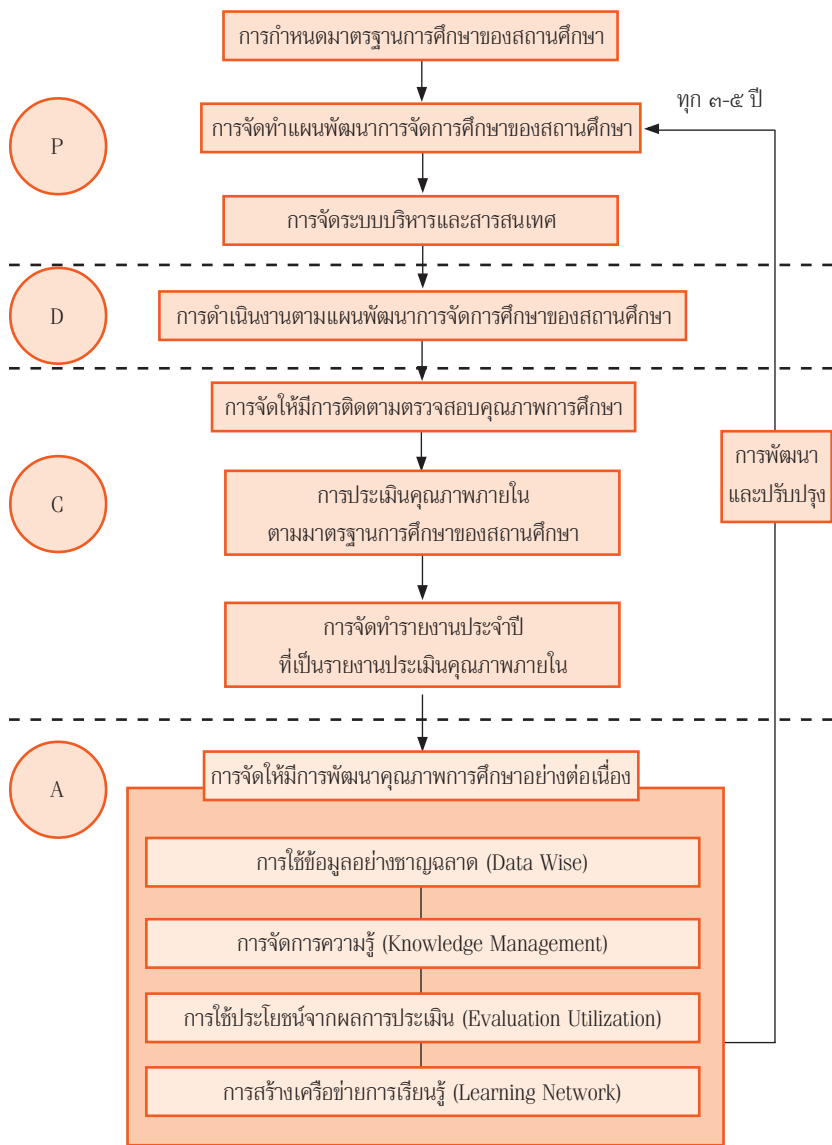 การกำหนดมาตรฐานการศึกษาของสถานศึกษา
ทุก ๓-๕ ปี
P
การจัดทำแผนพัฒนาการจัดการศึกษาของสถานศึกษา
การจัดระบบบริหารและสารสนเทศ
D
การดำเนินงานตามแผนพัฒนาการจัดการศึกษาของสถานศึกษา
การจัดให้มีการติดตามตรวจสอบคุณภาพการศึกษา
การพัฒนา
และปรับปรุง
C
การประเมินคุณภาพภายใน
ตามมาตรฐานการศึกษาของสถานศึกษา
การจัดทำรายงานประจำปี
ที่เป็นรายงานประเมินคุณภาพภายใน
A
การจัดให้มีการพัฒนาคุณภาพการศึกษาอย่างต่อเนื่อง
การใช้ข้อมูลอย่างชาญฉลาด (Data Wise)
การจัดการความรู้ (Knowledge Management)
การใช้ประโยชน์จากผลการประเมิน (Evaluation Utilization)
การสร้างเครือข่ายการเรียนรู้ (Learning Network)